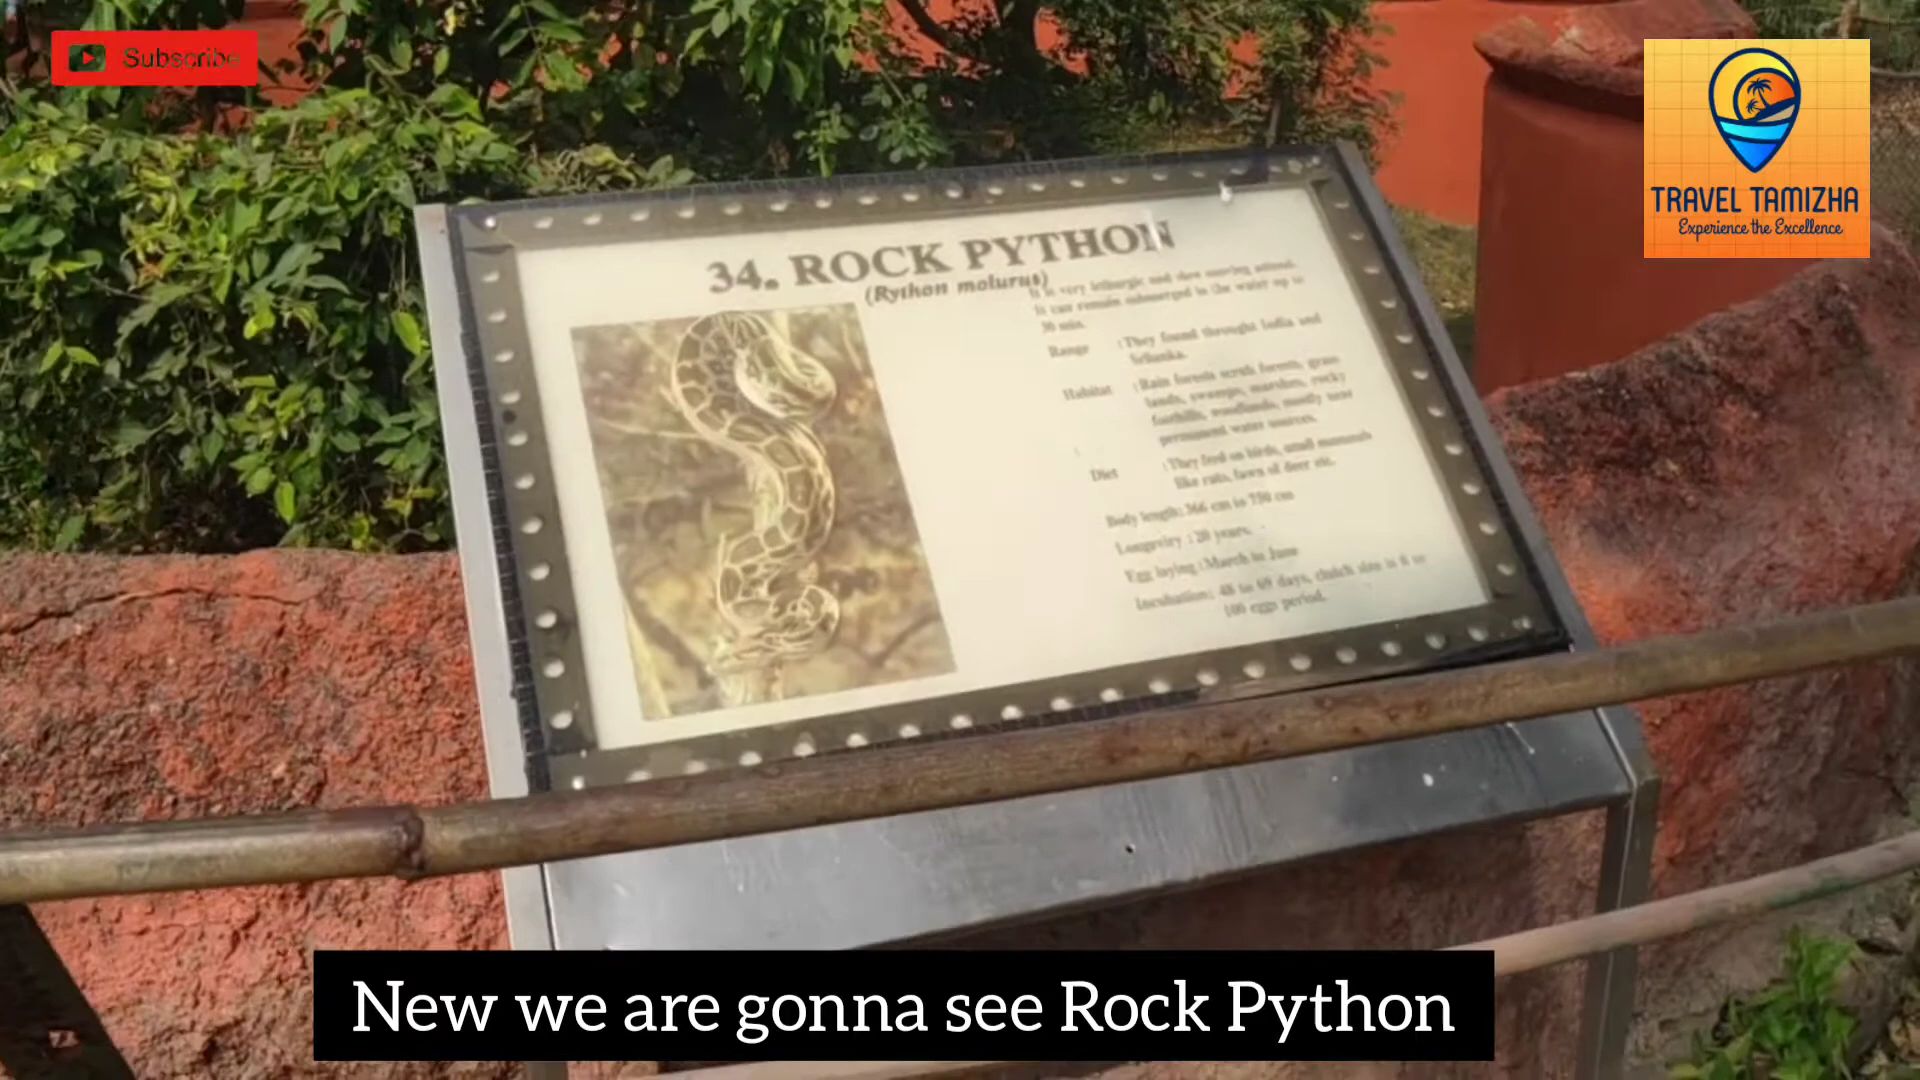 Subscribe
TRAVEL TAMIZHA
Experience the Excellence
34. ROCK PYTHON
(Rython molurus)
It is very lethargic and slow moving animal.
It can remain submerged in the water up to
30 min.
Range : They found throught India and
Srilanka.
Habitat : Rain forests scrub forests, grass
lands, swamps, marshes, rocky
foothills, woodlands, mostly near
permanent water sources.
Diet : They feed on birds, small mammals
like rats, fawn of deer etc.
Body length: 366 cm to 750 cm
Longevity : 20 years.
Egg laying : March to June
Incubation: 48 to 69 days, clutch size is 8 to
100 eggs period.
New we are gonna see Rock Python